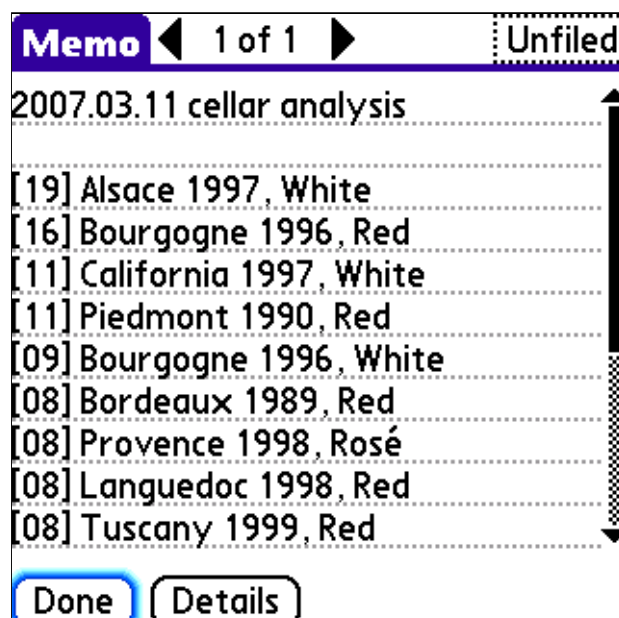 Memo 1 of 1 Unfiled
2007.03.11 cellar analysis
[19] Alsace 1997, White
[16] Bourgogne 1996, Red
[11] California 1997, White
[11] Piedmont 1990, Red
[09] Bourgogne 1996, White
[08] Bordeaux 1989, Red
[08] Provence 1998, Rosé
[08] Languedoc 1998, Red
[08] Tuscany 1999, Red
Done Details